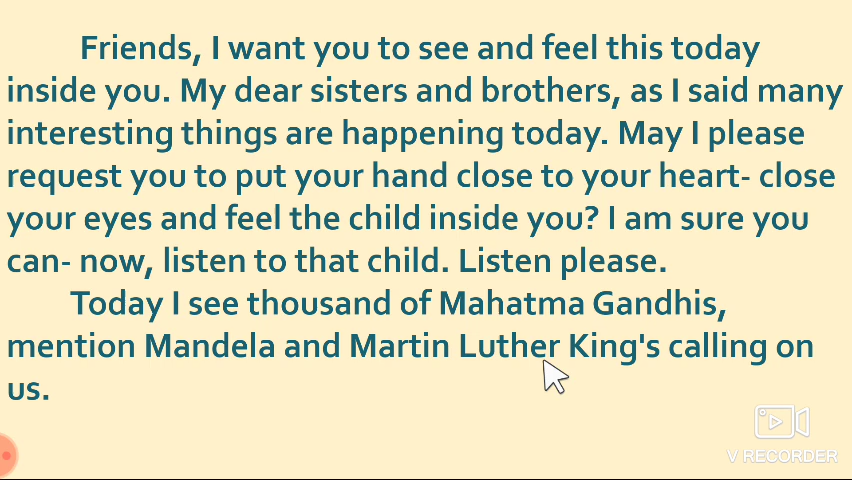 Friends, I want you to see and feel this today
inside you. My dear sisters and brothers, as I said many
interesting things are happening today. May I please
request you to put your hand close to your heart- close
your eyes and feel the child inside you? I am sure you
can- now, listen to that child. Listen please.
Today I see thousand of Mahatma Gandhis,
mention Mandela and Martin Luther King's calling on
us.
V RECORDER